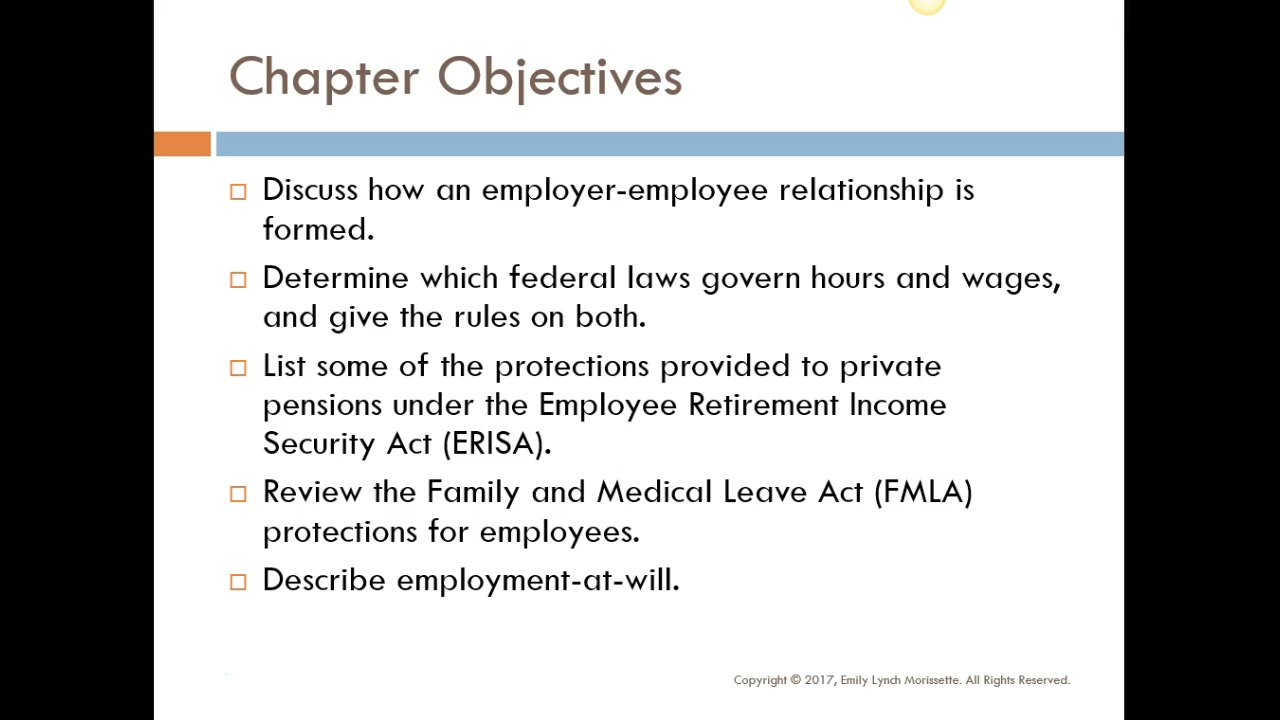 Chapter Objectives
Discuss how an employer-employee relationship is
formed.
Determine which federal laws govern hours and wages,
and give the rules on both.
List some of the protections provided to private
pensions under the Employee Retirement Income
Security Act (ERISA).
Review the Family and Medical Leave Act (FMLA)
protections for employees.
Describe employment-at-will.
Copyright © 2017, Emily Lynch Morissette. All Rights Reserved.